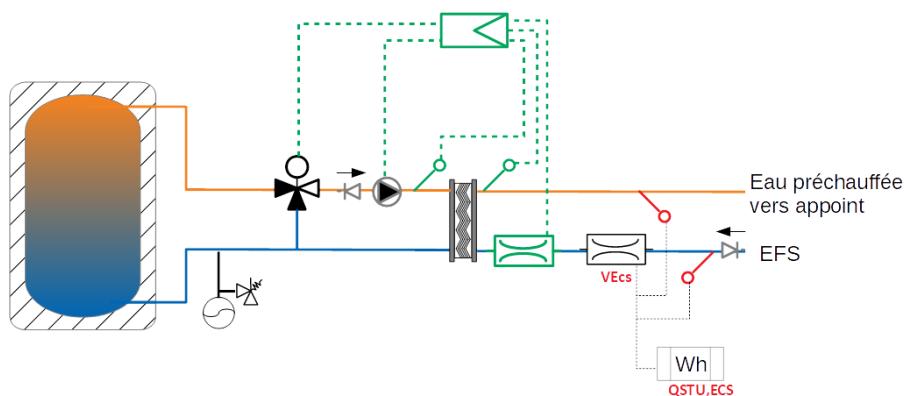 Eau préchauffée
vers appoint
EFS
VEcs
Wh
QSTU,ECS